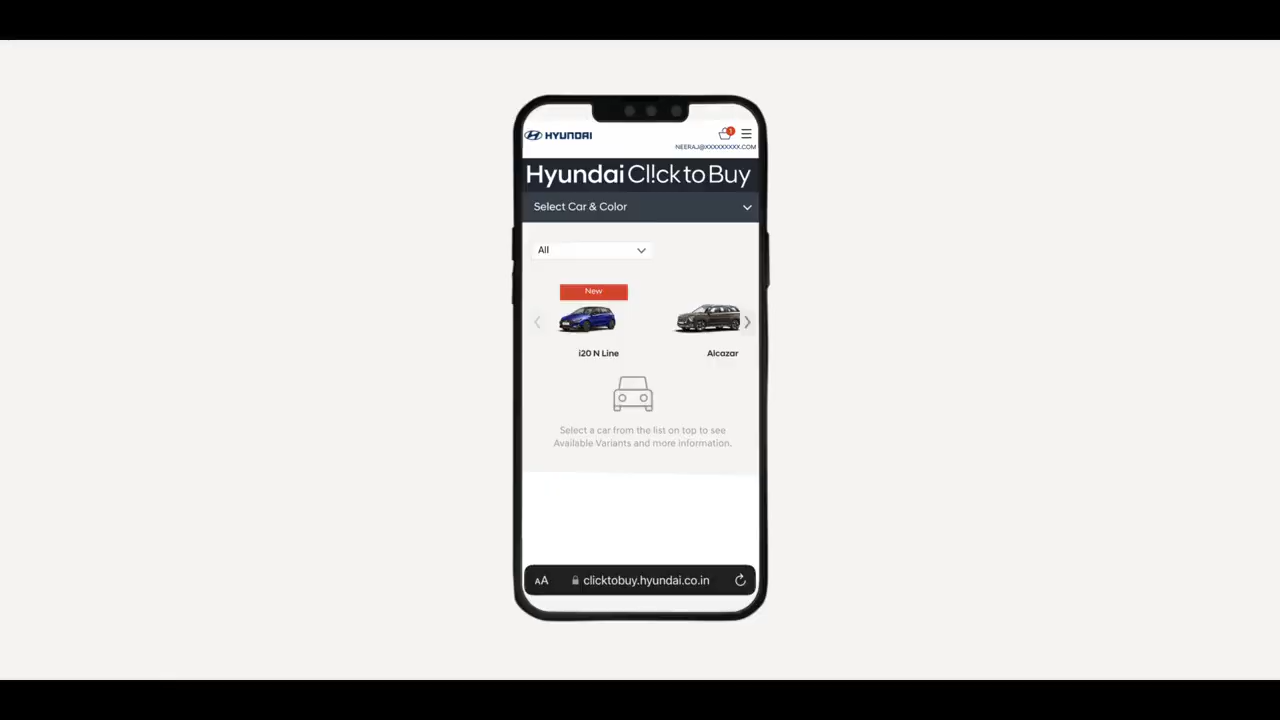 HYUNDAI
1
NEERAJ@XXXXXXXXX.COM
Hyundai Cl!ck to Buy
Select Car & Color
All
New
i20 N Line
Alcazar
Select a car from the list on top to see
Available Variants and more information.
AA
clicktobuy.hyundai.co.in